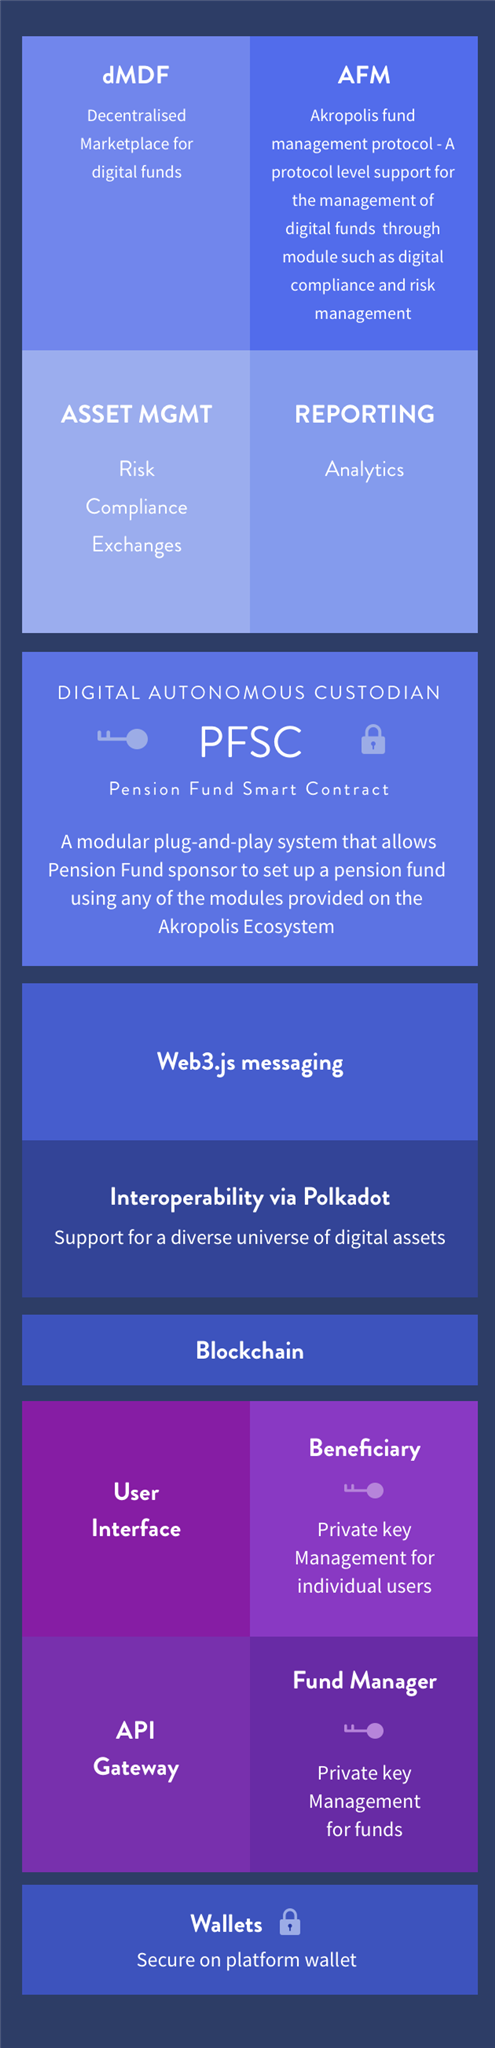 dMDF
Decentralised
Marketplace for
digital funds
AFM
Akropolis fund
management protocol - A
protocol level support for
the management of
digital funds through
module such as digital
compliance and risk
management
ASSET MGMT
Risk
Compliance
Exchanges
REPORTING
Analytics
DIGITAL AUTONOMOUS CUSTODIAN
PFSC
Pension Fund Smart Contract
A modular plug-and-play system that allows
Pension Fund sponsor to set up a pension fund
using any of the modules provided on the
Akropolis Ecosystem
Web3.js messaging
Interoperability via Polkadot
Support for a diverse universe of digital assets
Blockchain
User
Interface
Beneficiary
Private key
Management for
individual users
API
Gateway
Fund Manager
Private key
Management
for funds
Wallets
Secure on platform wallet